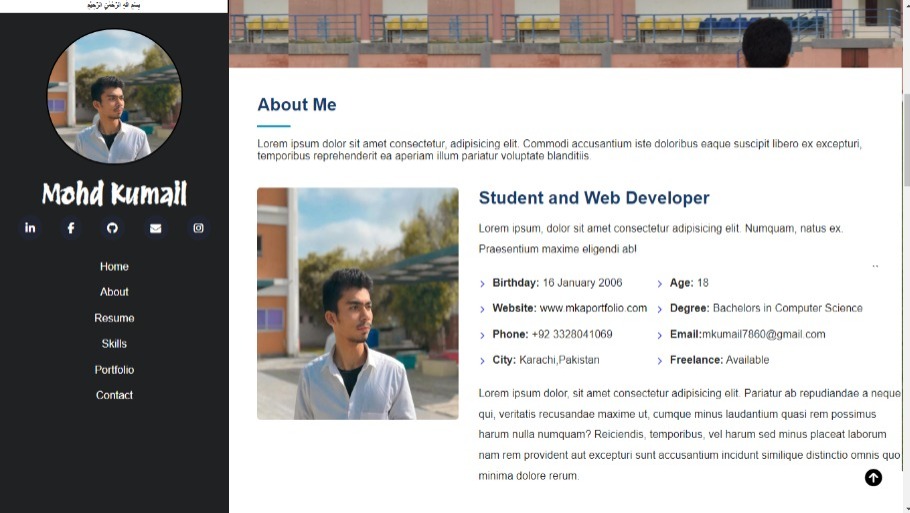 بِسْمِ اللهِ الرَّحْمٰنِ الرَّحِيْمِ
Mohd Kumail
Home
About
Resume
Skills
Portfolio
Contact
About Me
Lorem ipsum dolor sit amet consectetur, adipisicing elit. Commodi accusantium iste doloribus eaque suscipit libero ex excepturi,
temporibus reprehenderit ea aperiam illum pariatur voluptate blanditiis.
Student and Web Developer
Lorem ipsum, dolor sit amet consectetur adipisicing elit. Numquam, natus ex.
Praesentium maxime eligendi ab!
Birthday: 16 January 2006
Age: 18
Website: www.mkaportfolio.com
Degree: Bachelors in Computer Science
Phone: +92 3328041069
Email:mkumail7860@gmail.com
City: Karachi,Pakistan
Freelance: Available
Lorem ipsum dolor, sit amet consectetur adipisicing elit. Pariatur ab repudiandae a neque
qui, veritatis recusandae maxime ut, cumque minus laudantium quasi rem possimus
harum nulla numquam? Reiciendis, temporibus, vel harum sed minus placeat laborum
nam rem provident aut excepturi sunt accusantium incidunt similique distinctio omnis quo
minima dolore rerum.